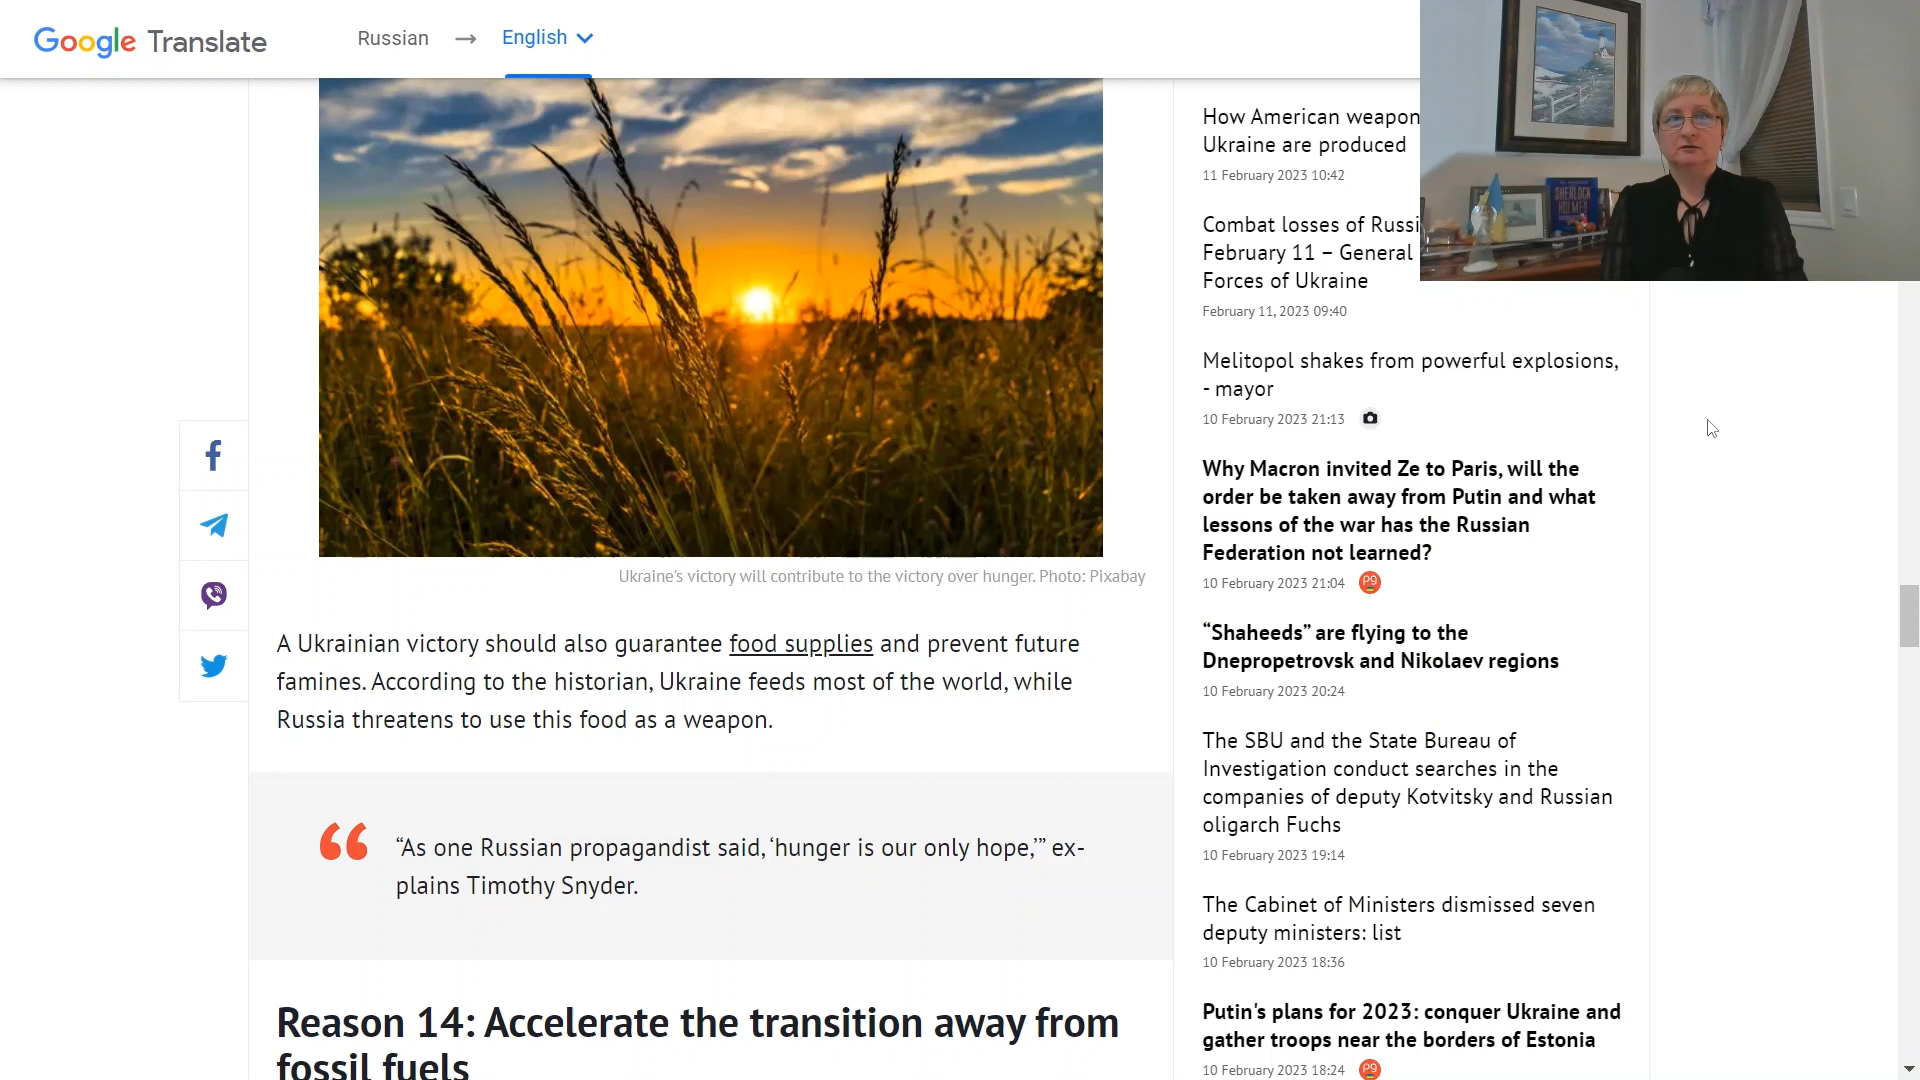 Google Translate
Russian → English
Ukraine's victory will contribute to the victory over hunger. Photo: Pixabay
A Ukrainian victory should also guarantee food supplies and prevent future
famines. According to the historian, Ukraine feeds most of the world, while
Russia threatens to use this food as a weapon.
“As one Russian propagandist said, ‘hunger is our only hope,’” ex-
plains Timothy Snyder.
Reason 14: Accelerate the transition away from
fossil fuels
How American weapon
Ukraine are produced
11 February 2023 10:42
Combat losses of Russi
February 11 – General
Forces of Ukraine
February 11, 2023 09:40
Melitopol shakes from powerful explosions,
- mayor
10 February 2023 21:13
Why Macron invited Ze to Paris, will the
order be taken away from Putin and what
lessons of the war has the Russian
Federation not learned?
10 February 2023 21:04
“Shaheeds” are flying to the
Dnepropetrovsk and Nikolaev regions
10 February 2023 20:24
The SBU and the State Bureau of
Investigation conduct searches in the
companies of deputy Kotvitsky and Russian
oligarch Fuchs
10 February 2023 19:14
The Cabinet of Ministers dismissed seven
deputy ministers: list
10 February 2023 18:36
Putin's plans for 2023: conquer Ukraine and
gather troops near the borders of Estonia
10 February 2023 18:24
SHERLOCK
HOLMES